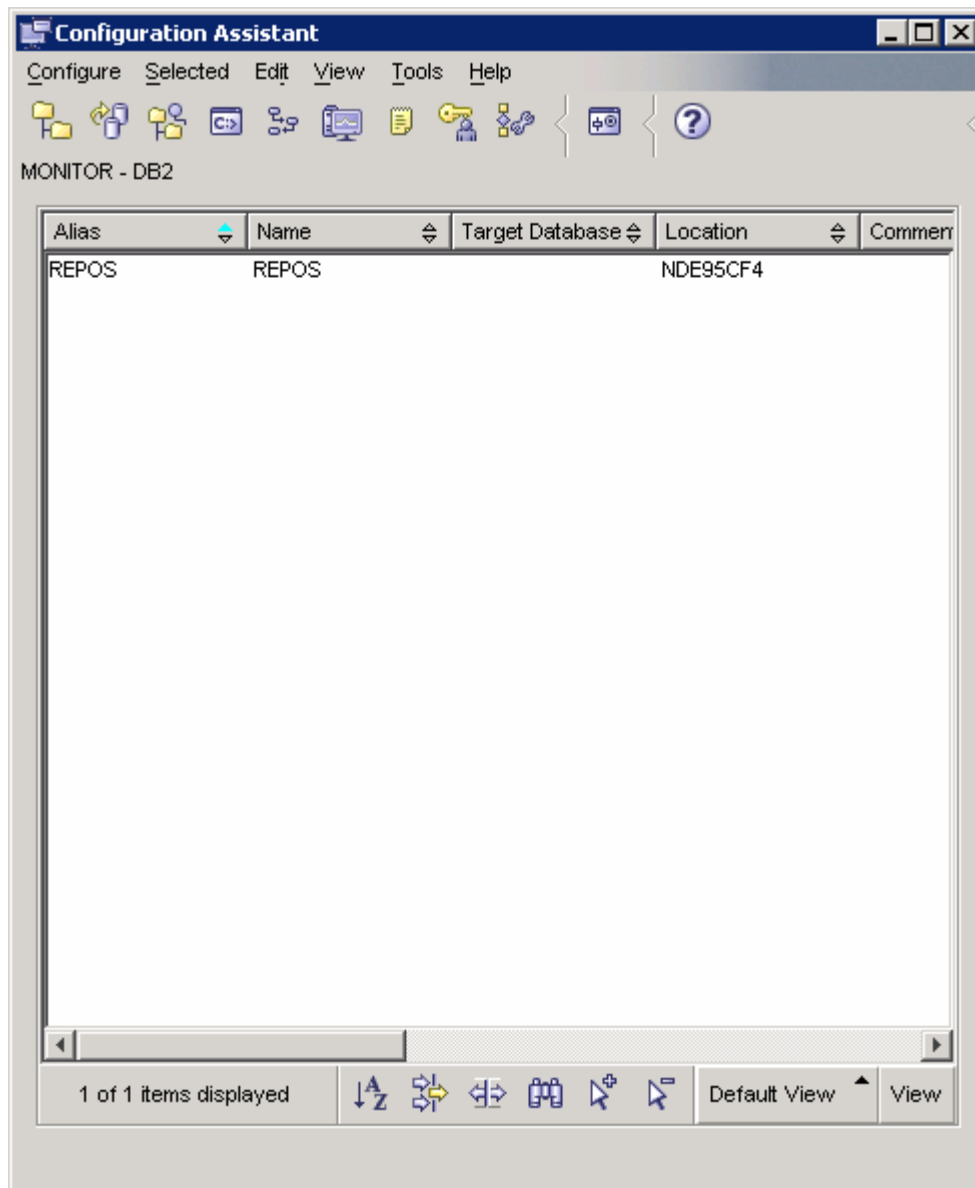 Configuration Assistant
Configure Selected Edit View Tools Help
C:>
MONITOR - DB2
Alias Name Target Database Location Commen
REPOS REPOS NDE95CF4
1 of 1 items displayed A Z Default View View